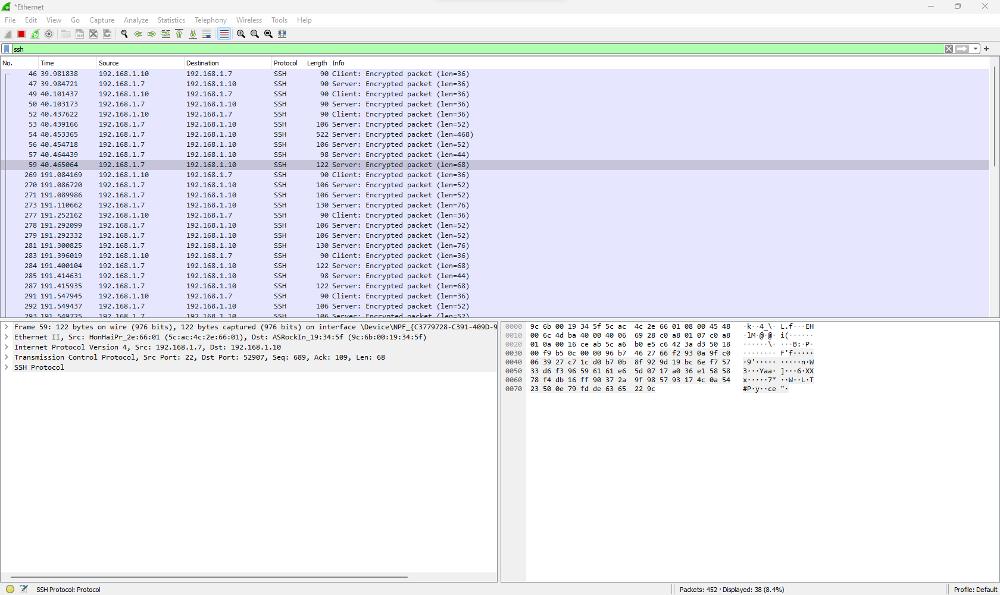 *Ethernet
File Edit View Go Capture Analyze Statistics Telephony Wireless Tools Help
ssh
No. Time Source Destination Protocol Length Info
46 39.981838 192.168.1.10 192.168.1.7 SSH 90 Client: Encrypted packet (len=36)
47 39.984721 192.168.1.7 192.168.1.10 SSH 90 Server: Encrypted packet (len=36)
49 40.101437 192.168.1.10 192.168.1.7 SSH 90 Client: Encrypted packet (len=36)
50 40.103173 192.168.1.7 192.168.1.10 SSH 90 Server: Encrypted packet (len=36)
52 40.437622 192.168.1.10 192.168.1.7 SSH 90 Client: Encrypted packet (len=36)
53 40.439166 192.168.1.7 192.168.1.10 SSH 106 Server: Encrypted packet (len=52)
54 40.453365 192.168.1.7 192.168.1.10 SSH 522 Server: Encrypted packet (len=468)
56 40.454718 192.168.1.7 192.168.1.10 SSH 106 Server: Encrypted packet (len=52)
57 40.464439 192.168.1.7 192.168.1.10 SSH 98 Server: Encrypted packet (len=44)
59 40.465064 192.168.1.7 192.168.1.10 SSH 122 Server: Encrypted packet (len=68)
269 191.084169 192.168.1.10 192.168.1.7 SSH 90 Client: Encrypted packet (len=36)
270 191.086720 192.168.1.7 192.168.1.10 SSH 106 Server: Encrypted packet (len=52)
271 191.089986 192.168.1.7 192.168.1.10 SSH 106 Server: Encrypted packet (len=52)
273 191.110662 192.168.1.7 192.168.1.10 SSH 130 Server: Encrypted packet (len=76)
277 191.252162 192.168.1.10 192.168.1.7 SSH 90 Client: Encrypted packet (len=36)
278 191.292099 192.168.1.7 192.168.1.10 SSH 106 Server: Encrypted packet (len=52)
279 191.292332 192.168.1.7 192.168.1.10 SSH 106 Server: Encrypted packet (len=52)
281 191.300825 192.168.1.7 192.168.1.10 SSH 130 Server: Encrypted packet (len=76)
283 191.396019 192.168.1.10 192.168.1.7 SSH 90 Client: Encrypted packet (len=36)
284 191.400104 192.168.1.7 192.168.1.10 SSH 122 Server: Encrypted packet (len=68)
285 191.414631 192.168.1.7 192.168.1.10 SSH 98 Server: Encrypted packet (len=44)
287 191.415935 192.168.1.7 192.168.1.10 SSH 122 Server: Encrypted packet (len=68)
291 191.547945 192.168.1.10 192.168.1.7 SSH 90 Client: Encrypted packet (len=36)
292 191.549437 192.168.1.7 192.168.1.10 SSH 106 Server: Encrypted packet (len=52)
293 191.549725 192.168.1.7 192.168.1.10 SSH 106 Server: Encrypted packet (len=52)
Frame 59: 122 bytes on wire (976 bits), 122 bytes captured (976 bits) on interface \Device\NPF_{C3779728-C391-409D-9
Ethernet II, Src: HonHaiPr_2e:66:01 (5c:ac:4c:2e:66:01), Dst: ASRockIn_19:34:5f (9c:6b:00:19:34:5f)
Internet Protocol Version 4, Src: 192.168.1.7, Dst: 192.168.1.10
Transmission Control Protocol, Src Port: 22, Dst Port: 52907, Seq: 689, Ack: 109, Len: 68
SSH Protocol
0000 9c 6b 00 19 34 5f 5c ac 4c 2e 66 01 08 00 45 48 ·k··4_\· L.f···EH
0010 00 6c 4d ba 40 00 40 06 69 28 c0 a8 01 07 c0 a8 ·lM·@·@· i(······
0020 01 0a 00 16 ce ab 5c a6 b0 e5 c6 42 3a d3 50 18 ······\· ···B:·P·
0030 00 f9 b5 0c 00 00 96 b7 46 27 66 f2 93 0a 9f c0 ········ F'f·····
0040 06 39 27 c7 1c d0 b7 0b 8f 92 9d 19 bc 6e f7 57 ·9'····· ·····n·W
0050 33 d6 f3 96 59 61 61 e6 5d 07 17 a0 36 e1 58 58 3···Yaa· ]···6·XX
0060 78 f4 db 16 ff 90 37 2a 9f 98 57 93 17 4c 0a 54 x·····7* ··W··L·T
0070 23 50 0e 79 fd de 63 65 22 9c #P·y··ce "·
SSH Protocol: Protocol
Packets: 452 · Displayed: 38 (8.4%)
Profile: Default